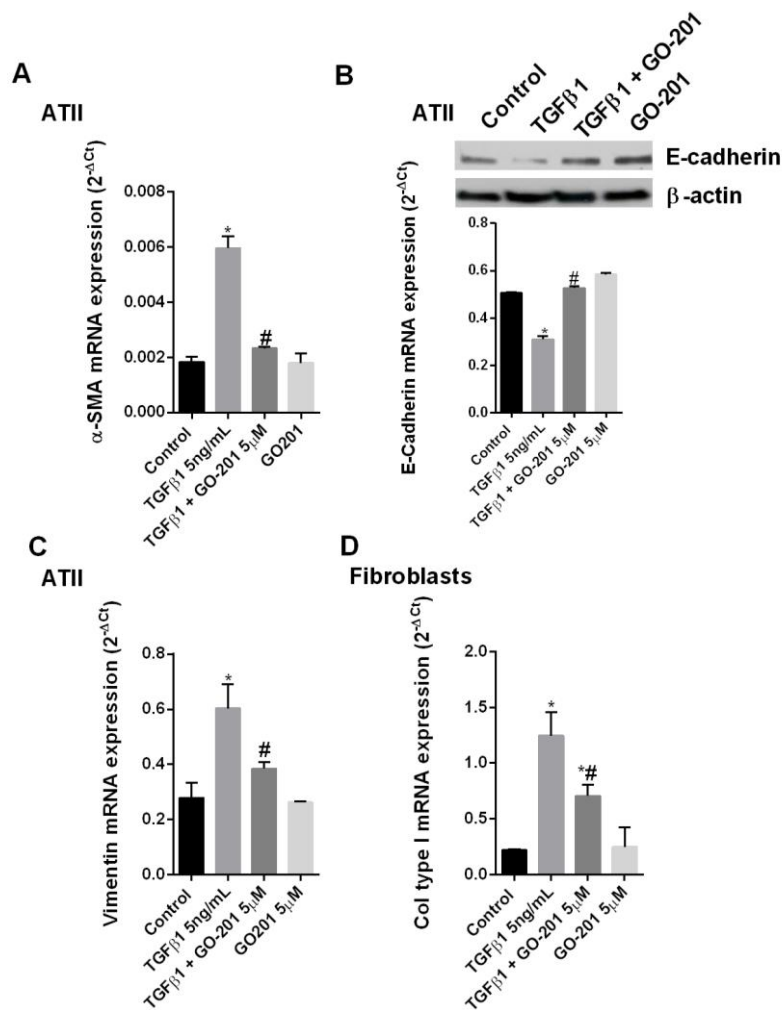 A
ATII
α-SMA mRNA expression (2-ΔCt)
0.008
0.006
0.004
0.002
0.000
*
#
Control
TGFβ1 5ng/mL
TGFβ1 + GO-201 5μM
GO201
B
ATII
Control
TGFβ1
TGFβ1 + GO-201
GO-201
E-cadherin
β-actin
E-Cadherin mRNA expression (2-ΔCt)
0.8
0.6
0.4
0.2
0.0
*
#
Control
TGFβ1 5ng/mL
TGFβ1 + GO-201 5μM
GO-201 5μM
C
ATII
Vimentin mRNA expression (2-ΔCt)
0.8
0.6
0.4
0.2
0.0
*
#
Control
TGFβ1 5ng/mL
TGFβ1 + GO-201 5μM
GO201 5μM
D
Fibroblasts
Col type I mRNA expression (2-ΔCt)
2.0
1.5
1.0
0.5
0.0
*
*#
Control
TGFβ1 5ng/mL
TGFβ1 + GO-201 5μM
GO-201 5μM